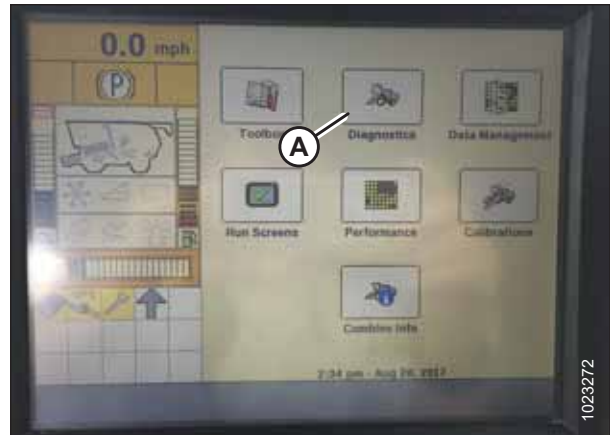 0.0 mph
(P)
Toolbox
Diagnostics
Data Management
A
Run Screens
Performance
Calibrations
Combine Info
2:34 pm - Aug 24, 2017
1023272